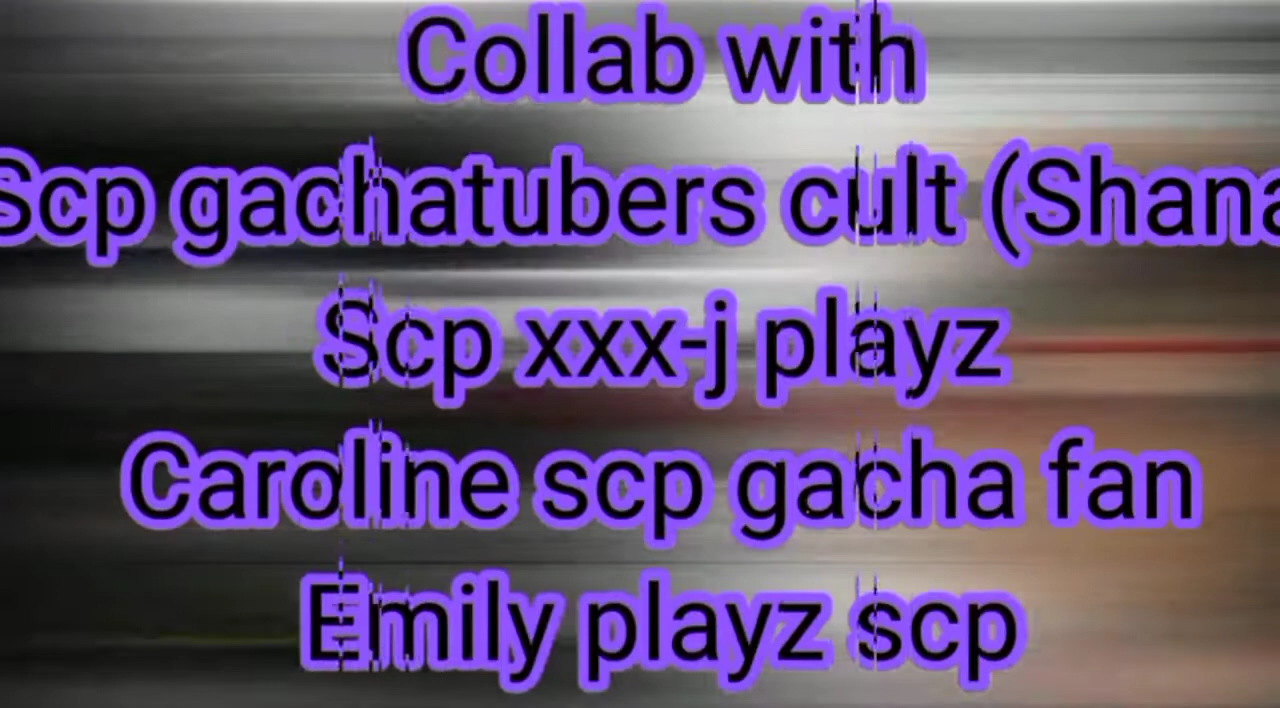 Collab with
Scp gachatubers cult (Shana
Scp xxx-j playz
Caroline scp gacha fan
Emily playz scp